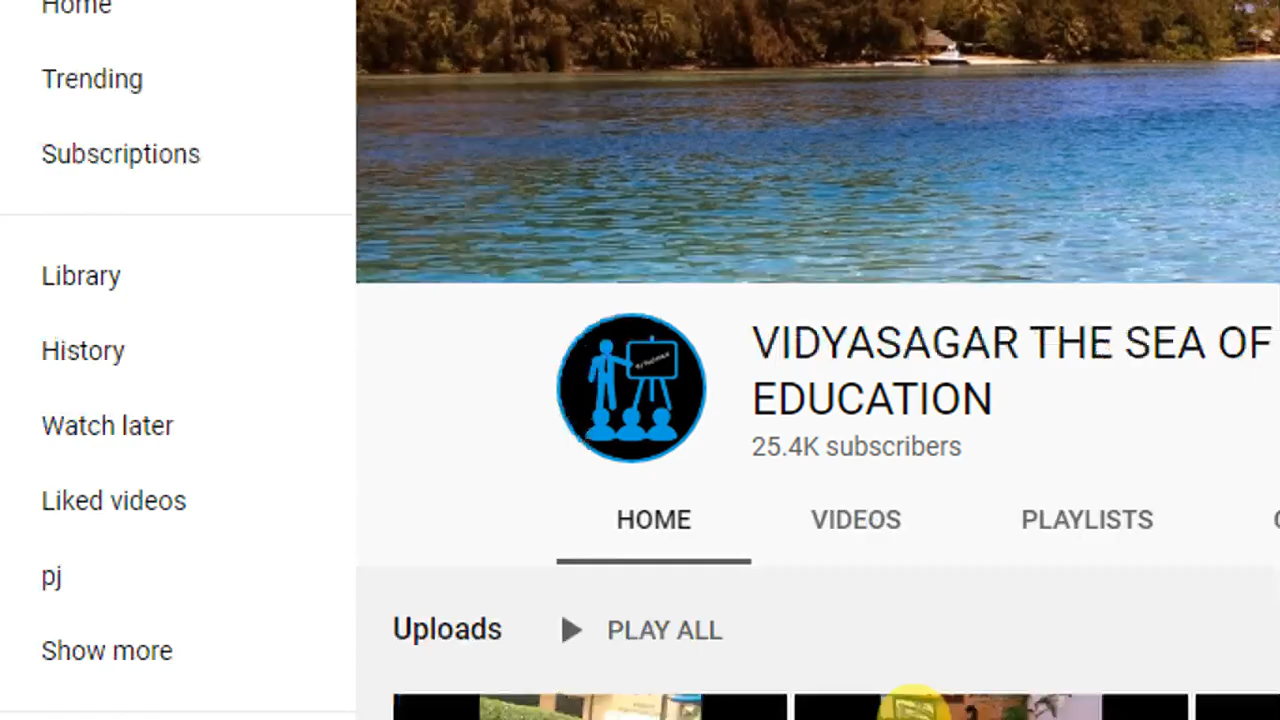 Home
Trending
Subscriptions
Library
History
Watch later
Liked videos
pj
Show more
VIDYASAGAR THE SEA OF
EDUCATION
25.4K subscribers
HOME VIDEOS PLAYLISTS
Uploads PLAY ALL